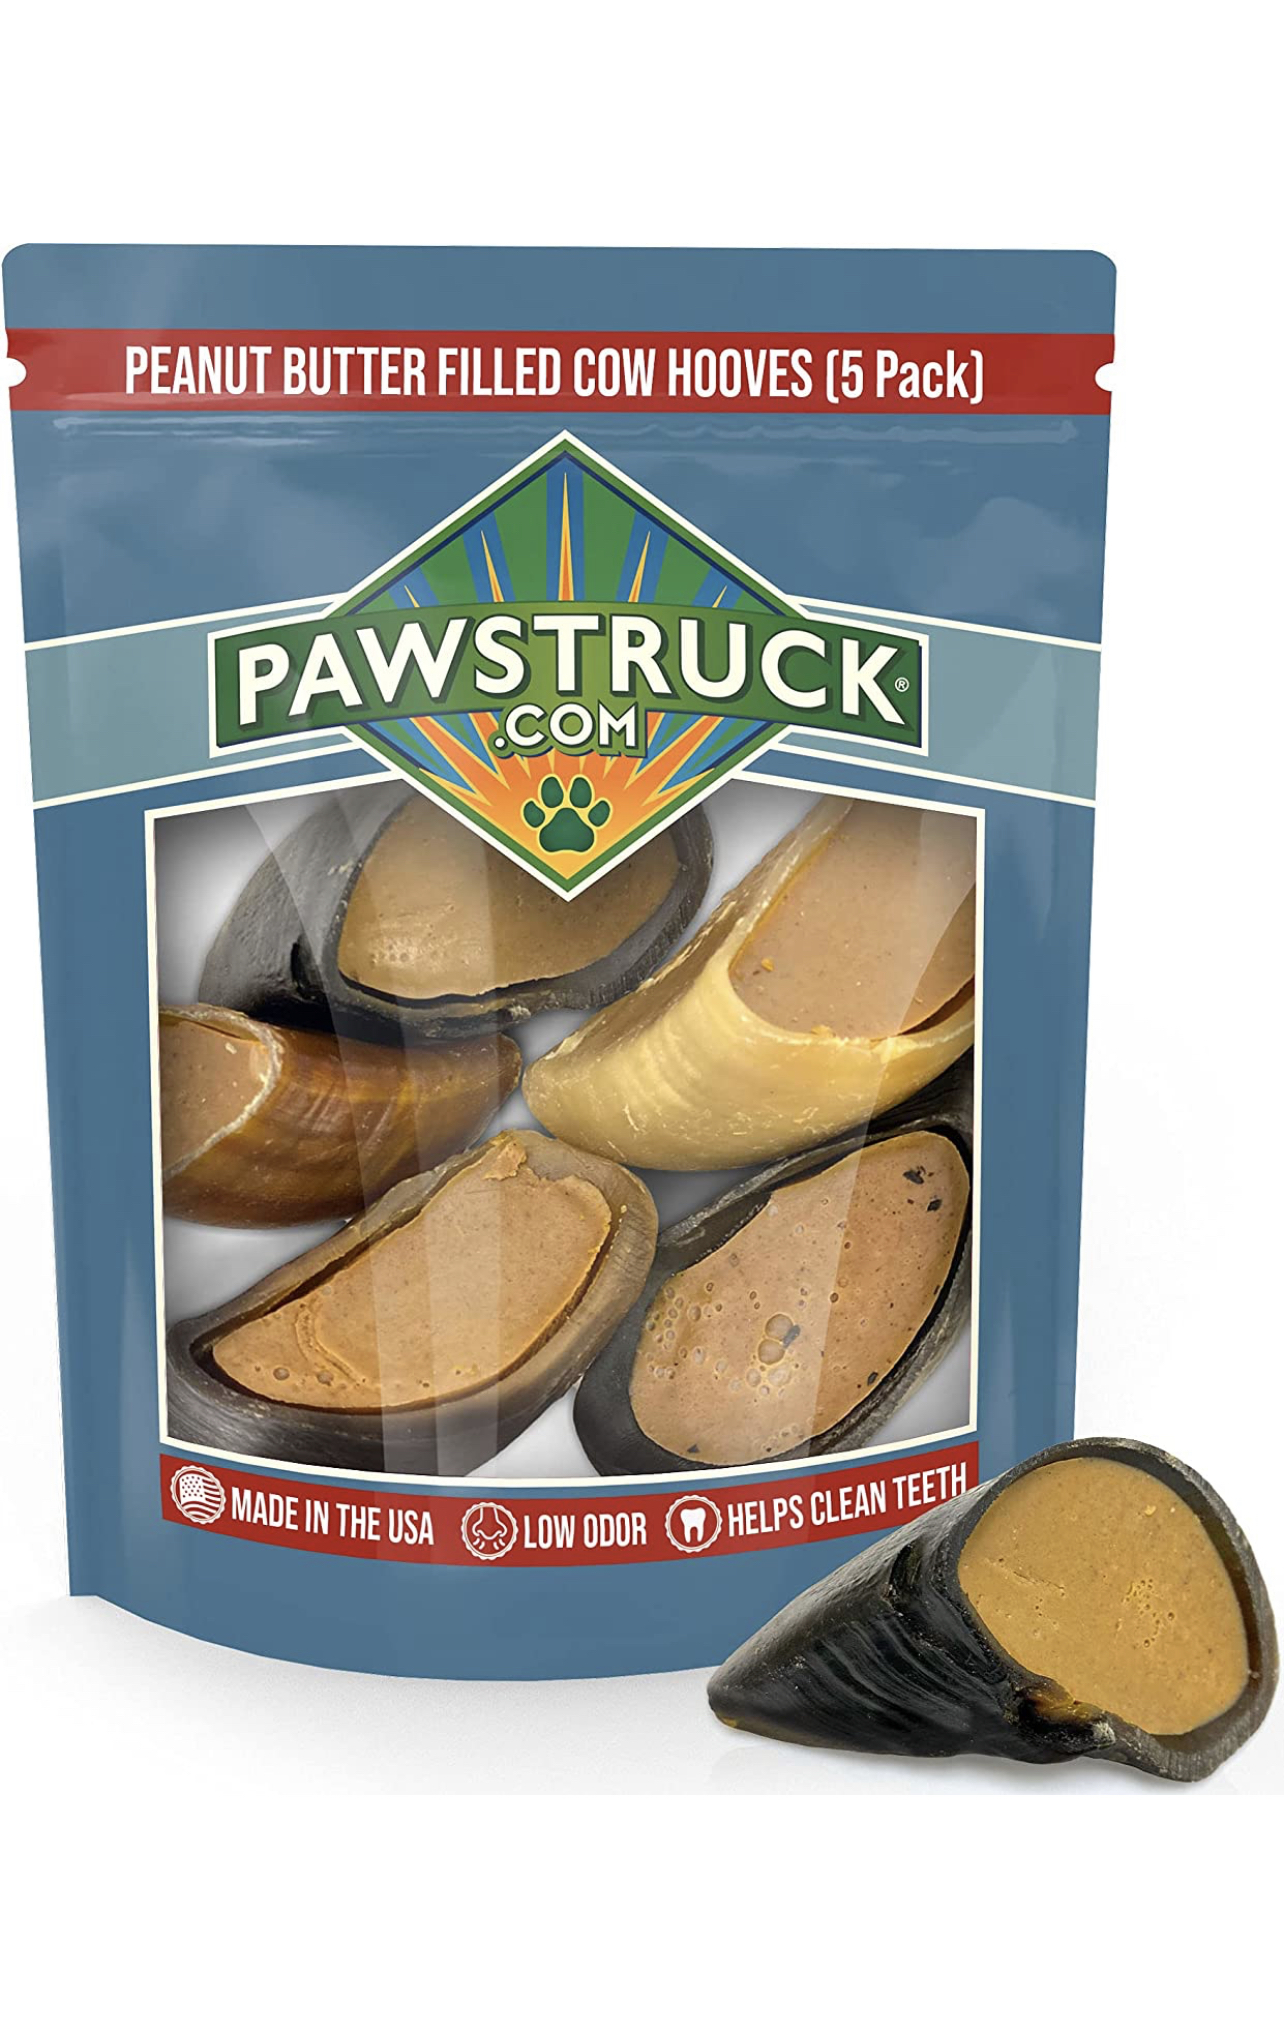 PEANUT BUTTER FILLED COW HOOVES (5 Pack)
PAWSTRUCK®
.COM
MADE IN THE USA LOW ODOR HELPS CLEAN TEETH